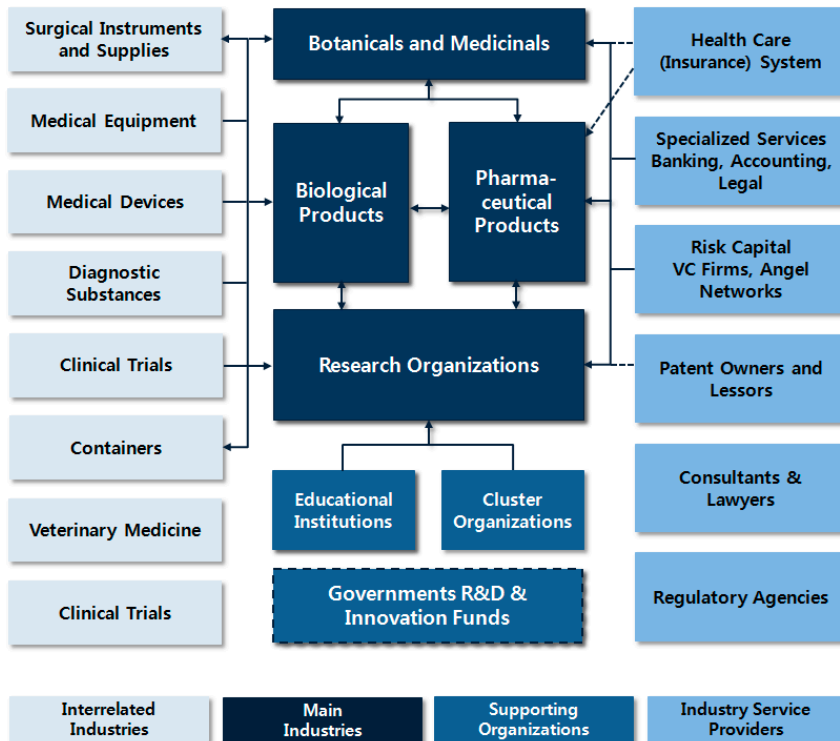 Surgical Instruments
and Supplies
Medical Equipment
Medical Devices
Diagnostic
Substances
Clinical Trials
Containers
Veterinary Medicine
Clinical Trials
Botanicals and Medicinals
Biological
Products
Pharma-
ceutical
Products
Research Organizations
Educational
Institutions
Cluster
Organizations
Governments R&D &
Innovation Funds
Health Care
(Insurance) System
Specialized Services
Banking, Accounting,
Legal
Risk Capital
VC Firms, Angel
Networks
Patent Owners and
Lessors
Consultants &
Lawyers
Regulatory Agencies
Interrelated
Industries
Main
Industries
Supporting
Organizations
Industry Service
Providers